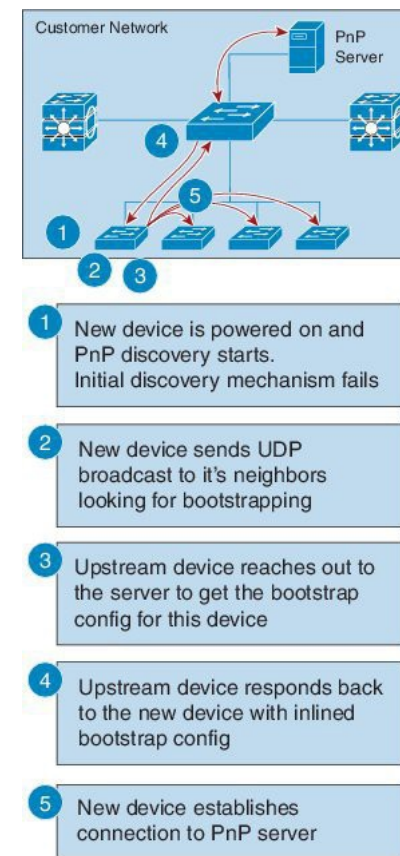 Customer Network
PnP
Server
4
5
1
2
3
1
New device is powered on and
PnP discovery starts.
Initial discovery mechanism fails
2
New device sends UDP
broadcast to it's neighbors
looking for bootstrapping
3
Upstream device reaches out to
the server to get the bootstrap
config for this device
4
Upstream device responds back
to the new device with inlined
bootstrap config
5
New device establishes
connection to PnP server